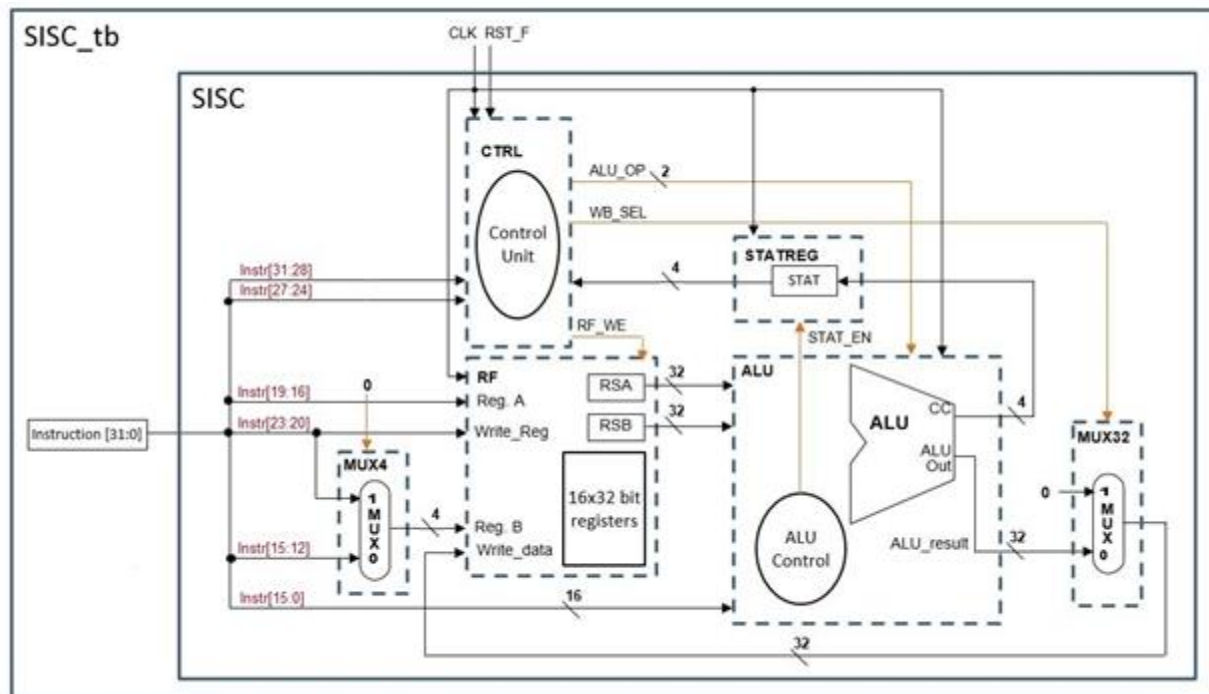 SISC_tb
CLK RST_F
SISC
CTRL
Control
Unit
ALU_OP
2
WB_SEL
STATREG
STAT
4
Instr[31:28]
Instr[27:24]
RF_WE
STAT_EN
RF
RSA
32
RSB
32
ALU
ALU
CC
4
ALU
Out
Instr[19:16]
Reg. A
0
Instr[23:20]
Write_Reg
Instruction [31:0]
MUX4
1
M
U
X
0
4
Reg. B
Write_data
16x32 bit
registers
ALU
Control
ALU_result
32
MUX32
0
1
M
U
X
0
Instr[15:12]
Instr[15:0]
16
32